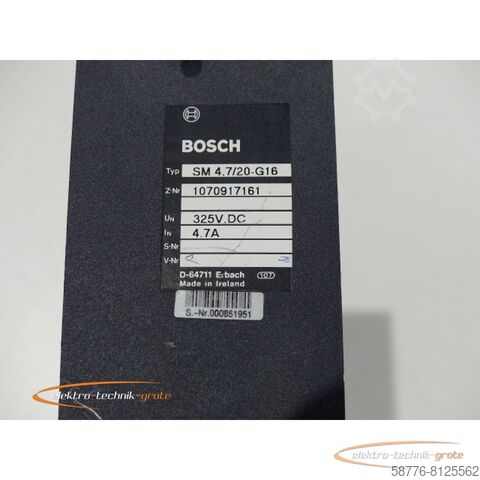 BOSCH
Typ SM 4.7/20-G16
Z-Nr 1070917161
UN 325V.DC
IN 4.7A
S-Nr
V-Nr
D-64711 Erbach 107
Made in Ireland
S.-Nr.000851951
elektro-technik-grote
elektro-technik-grote
58776-8125562